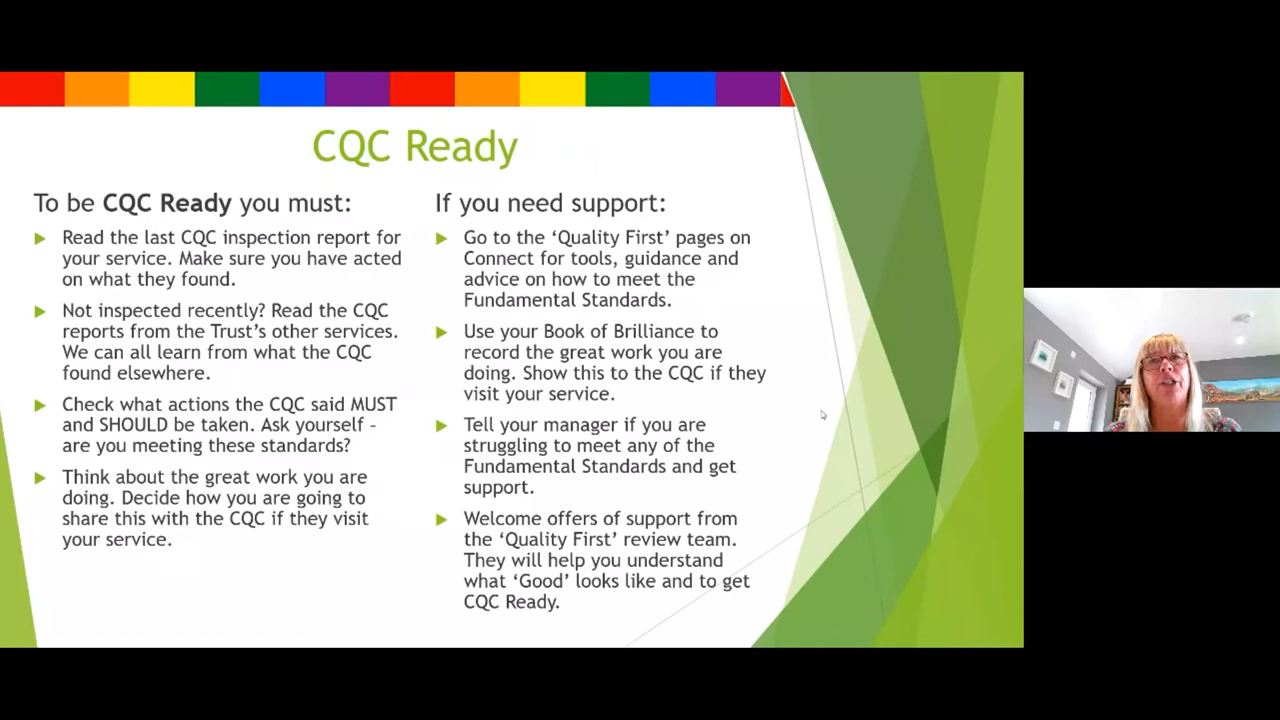 CQC Ready
To be CQC Ready you must:
Read the last CQC inspection report for
your service. Make sure you have acted
on what they found.
Not inspected recently? Read the CQC
reports from the Trust's other services.
We can all learn from what the CQC
found elsewhere.
Check what actions the CQC said MUST
and SHOULD be taken. Ask yourself –
are you meeting these standards?
Think about the great work you are
doing. Decide how you are going to
share this with the CQC if they visit
your service.
If you need support:
Go to the ‘Quality First’ pages on
Connect for tools, guidance and
advice on how to meet the
Fundamental Standards.
Use your Book of Brilliance to
record the great work you are
doing. Show this to the CQC if they
visit your service.
Tell your manager if you are
struggling to meet any of the
Fundamental Standards and get
support.
Welcome offers of support from
the ‘Quality First’ review team.
They will help you understand
what ‘Good’ looks like and to get
CQC Ready.